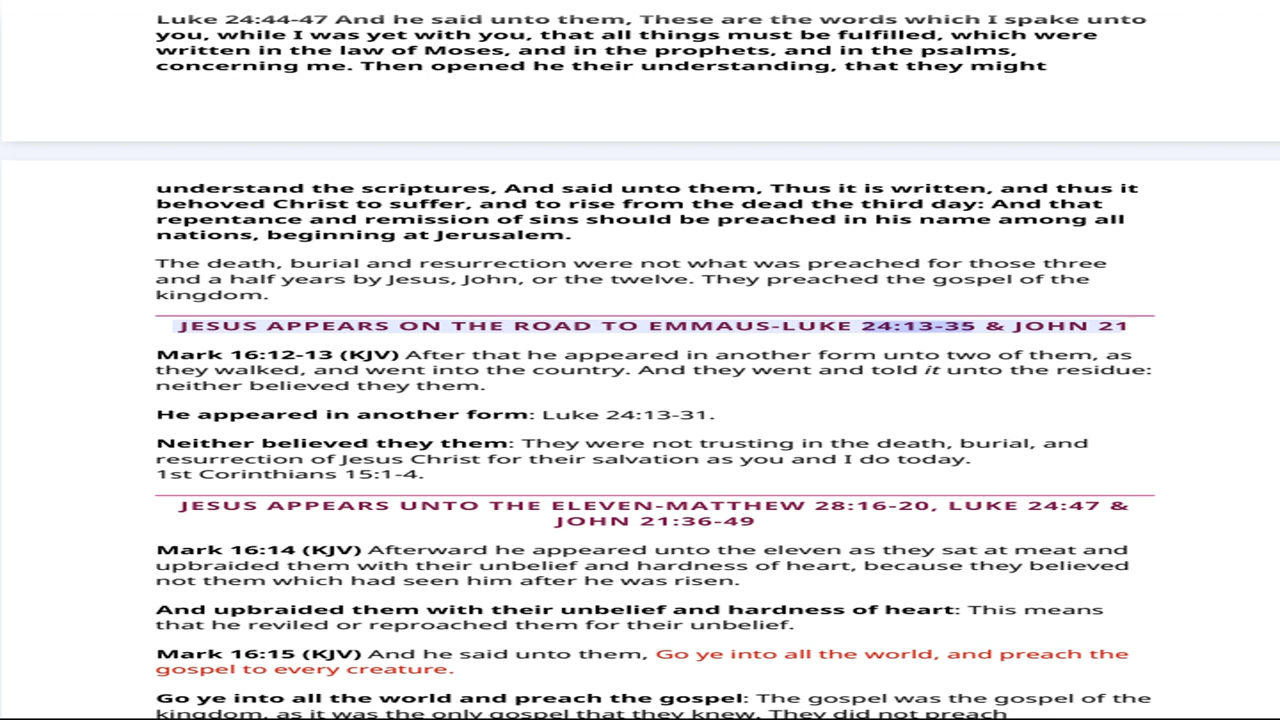 Luke 24:44-47 And he said unto them, These are the words which I spake unto
you, while I was yet with you, that all things must be fulfilled, which were
written in the law of Moses, and in the prophets, and in the psalms,
concerning me. Then opened he their understanding, that they might
understand the scriptures, And said unto them, Thus it is written, and thus it
behoved Christ to suffer, and to rise from the dead the third day: And that
repentance and remission of sins should be preached in his name among all
nations, beginning at Jerusalem.
The death, burial and resurrection were not what was preached for those three
and a half years by Jesus, John, or the twelve. They preached the gospel of the
kingdom.
JESUS APPEARS ON THE ROAD TO EMMAUS-LUKE 24:13-35 & JOHN 21
Mark 16:12-13 (KJV) After that he appeared in another form unto two of them, as
they walked, and went into the country. And they went and told it unto the residue:
neither believed they them.
He appeared in another form: Luke 24:13-31.
Neither believed they them: They were not trusting in the death, burial, and
resurrection of Jesus Christ for their salvation as you and I do today.
1st Corinthians 15:1-4.
JESUS APPEARS UNTO THE ELEVEN-MATTHEW 28:16-20, LUKE 24:47 &
JOHN 21:36-49
Mark 16:14 (KJV) Afterward he appeared unto the eleven as they sat at meat and
upbraided them with their unbelief and hardness of heart, because they believed
not them which had seen him after he was risen.
And upbraided them with their unbelief and hardness of heart: This means
that he reviled or reproached them for their unbelief.
Mark 16:15 (KJV) And he said unto them, Go ye into all the world, and preach the
gospel to every creature.
Go ye into all the world and preach the gospel: The gospel was the gospel of the
kingdom, as it was the only gospel that they knew. They did not preach